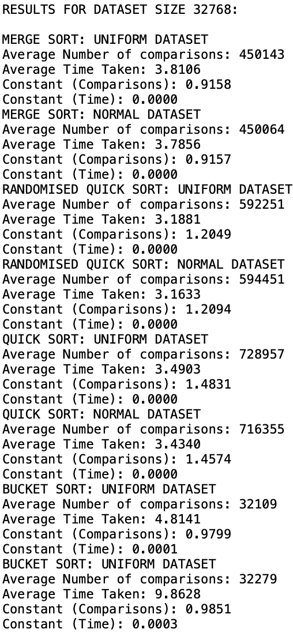 RESULTS FOR DATASET SIZE 32768:
MERGE SORT: UNIFORM DATASET
Average Number of comparisons: 450143
Average Time Taken: 3.8106
Constant (Comparisons): 0.9158
Constant (Time): 0.0000
MERGE SORT: NORMAL DATASET
Average Number of comparisons: 450064
Average Time Taken: 3.7856
Constant (Comparisons): 0.9157
Constant (Time): 0.0000
RANDOMISED QUICK SORT: UNIFORM DATASET
Average Number of comparisons: 592251
Average Time Taken: 3.1881
Constant (Comparisons): 1.2049
Constant (Time): 0.0000
RANDOMISED QUICK SORT: NORMAL DATASET
Average Number of comparisons: 594451
Average Time Taken: 3.1633
Constant (Comparisons): 1.2094
Constant (Time): 0.0000
QUICK SORT: UNIFORM DATASET
Average Number of comparisons: 728957
Average Time Taken: 3.4903
Constant (Comparisons): 1.4831
Constant (Time): 0.0000
QUICK SORT: NORMAL DATASET
Average Number of comparisons: 716355
Average Time Taken: 3.4340
Constant (Comparisons): 1.4574
Constant (Time): 0.0000
BUCKET SORT: UNIFORM DATASET
Average Number of comparisons: 32109
Average Time Taken: 4.8141
Constant (Comparisons): 0.9799
Constant (Time): 0.0001
BUCKET SORT: UNIFORM DATASET
Average Number of comparisons: 32279
Average Time Taken: 9.8628
Constant (Comparisons): 0.9851
Constant (Time): 0.0003